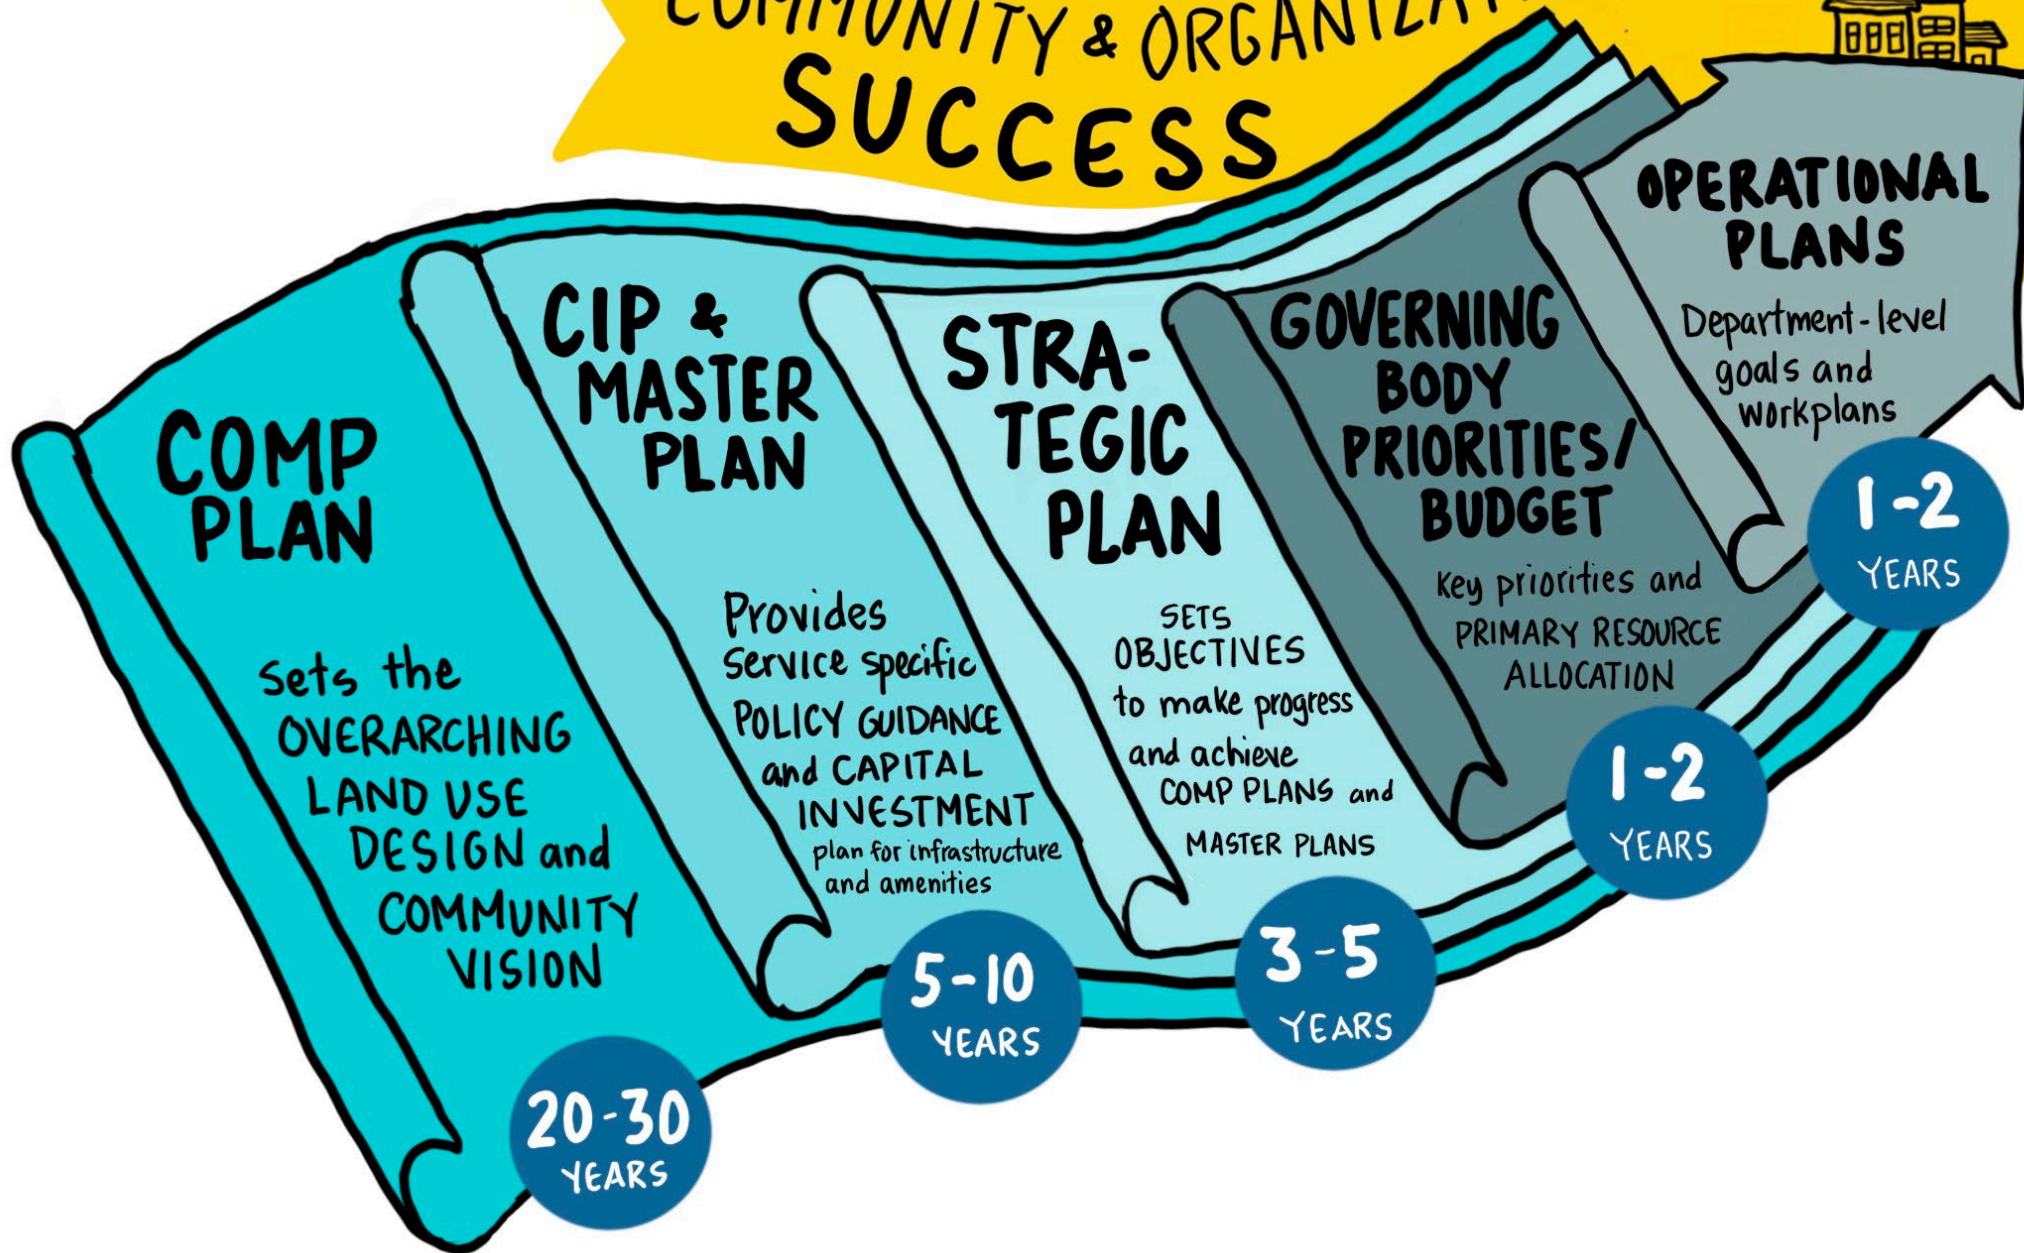 COMMUNITY & 
SUCCESS
COMP
PLAN
Sets the
OVERARCHING
LAND USE
DESIGN and
COMMUNITY
VISION
20-30
YEARS
CIP &
MASTER
PLAN
Provides
Service specific
POLICY GUIDANCE
and CAPITAL
INVESTMENT
plan for infrastructure
and amenities
5-10
YEARS
STRA-
TEGIC
PLAN
SETS
OBJECTIVES
to make progress
and achieve
COMP PLANS and
MASTER PLANS
3-5
YEARS
GOVERNING
BODY
PRIORITIES/
BUDGET
Key priorities and
PRIMARY RESOURCE
ALLOCATION
1-2
YEARS
OPERATIONAL
PLANS
Department-level
goals and
workplans
1-2
YEARS